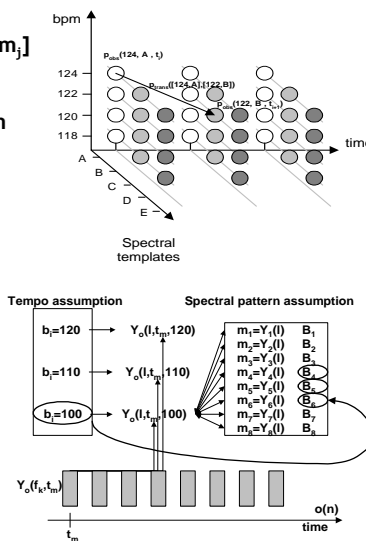 bpm
m_j]
p_obs(124, A , t_i)
124
p_trans([124,A],[122,B])
122
p_obs(122, B , t_i+1)
120
n
118
time
A
B
C
D
E
Spectral
templates
Tempo assumption
Spectral pattern assumption
b_i=120
Y_o(l,t_m,120)
b_i=110
Y_o(l,t_m,110)
b_i=100
Y_o(l,t_m,100)
m_1=Y_1(l) B_1
m_2=Y_2(l) B_2
m_3=Y_3(l) B_3
m_4=Y_4(l) B_4
m_5=Y_5(l) B_5
m_6=Y_6(l) B_6
m_7=Y_7(l) B_7
m_8=Y_8(l) B_8
Y_o(f_k,t_m)
o(n)
time
t_m